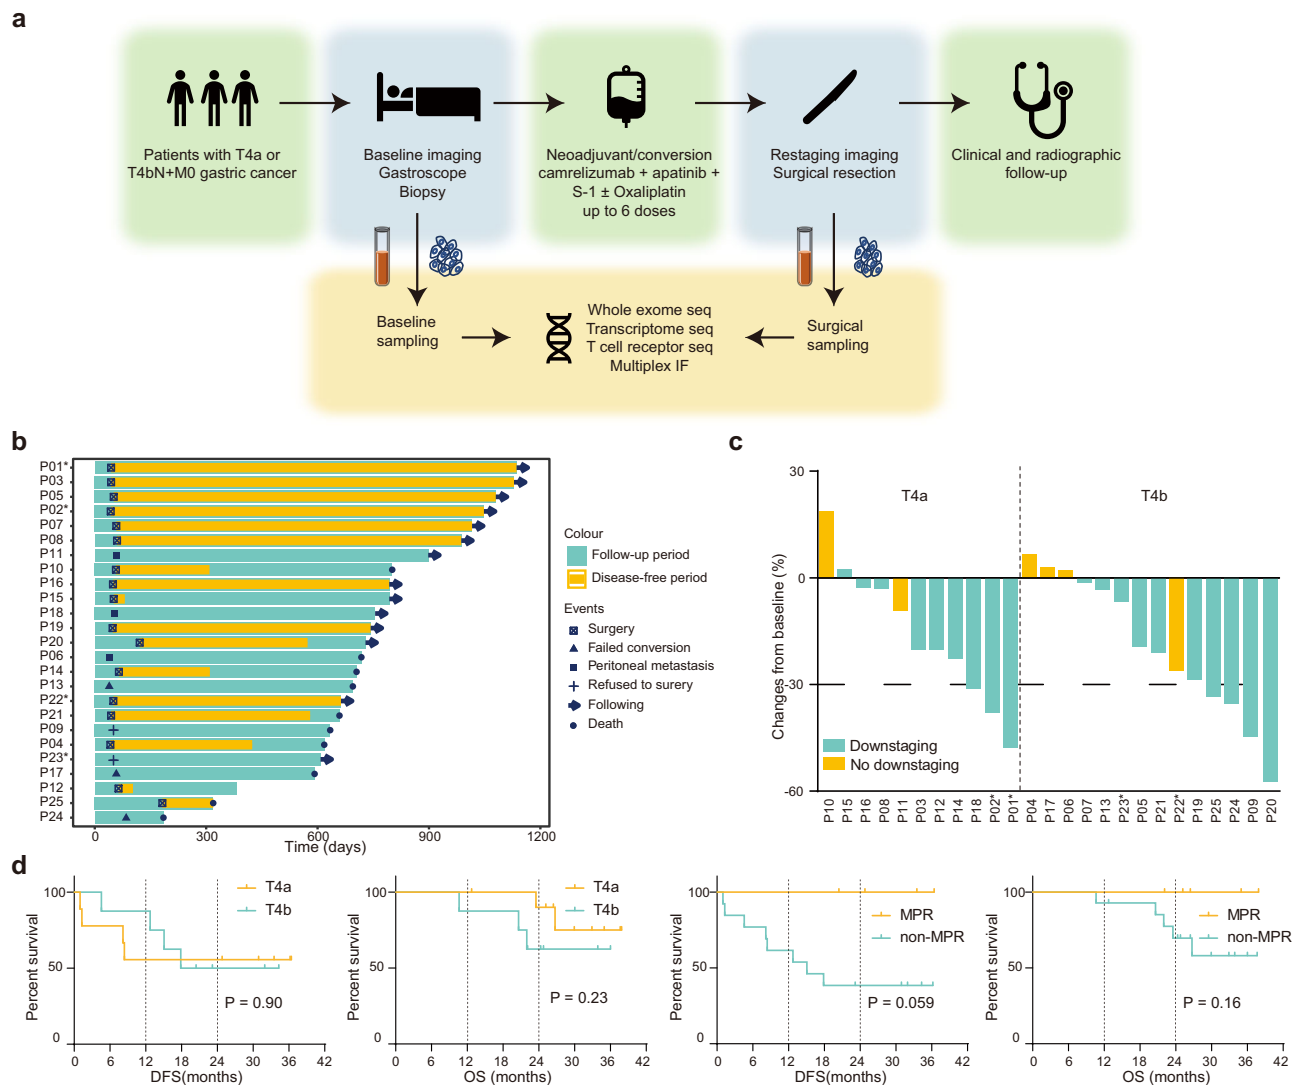 a
Patients with T4a or
T4bN+M0 gastric cancer
Baseline imaging
Gastroscope
Biopsy
Neoadjuvant/conversion
camrelizumab + apatinib +
S-1 ± Oxaliplatin
up to 6 doses
Restaging imaging
Surgical resection
Clinical and radiographic
follow-up
Baseline
sampling
Whole exome seq
Transcriptome seq
T cell receptor seq
Multiplex IF
Surgical
sampling
b
P01*
P03
P05
P02*
P07
P08
P11
P10
P16
P15
P18
P19
P20
P06
P14
P13
P22*
P21
P09
P04
P23*
P17
P12
P25
P24
0 300 600 900 1200
Time (days)
Colour
Follow-up period
Disease-free period
Events
Surgery
Failed conversion
Peritoneal metastasis
Refused to surery
Following
Death
c
Changes from baseline (%)
30
0
-30
-60
T4a
T4b
Downstaging
No downstaging
P10 P15 P16 P08 P11 P03 P12 P14 P18 P02* P01* P04 P17 P06 P07 P13 P23* P05 P21 P22* P19 P25 P24 P09 P20
d
Percent survival
100
50
0
T4a
T4b
P = 0.90
0 6 12 18 24 30 36 42
DFS(months)
Percent survival
100
50
0
T4a
T4b
P = 0.23
0 6 12 18 24 30 36 42
OS (months)
Percent survival
100
50
0
MPR
non-MPR
P = 0.059
0 6 12 18 24 30 36 42
DFS(months)
Percent survival
100
50
0
MPR
non-MPR
P = 0.16
0 6 12 18 24 30 36 42
OS (months)